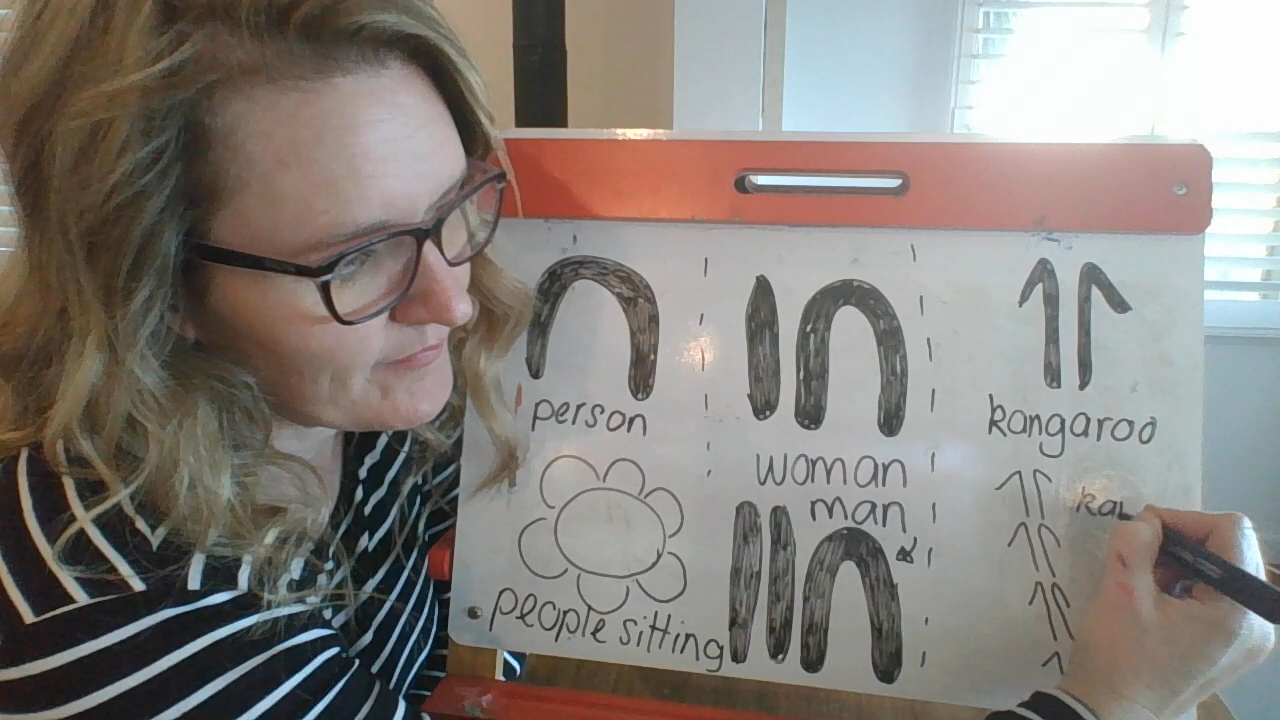 person
people sitting
woman
man
kangaroo